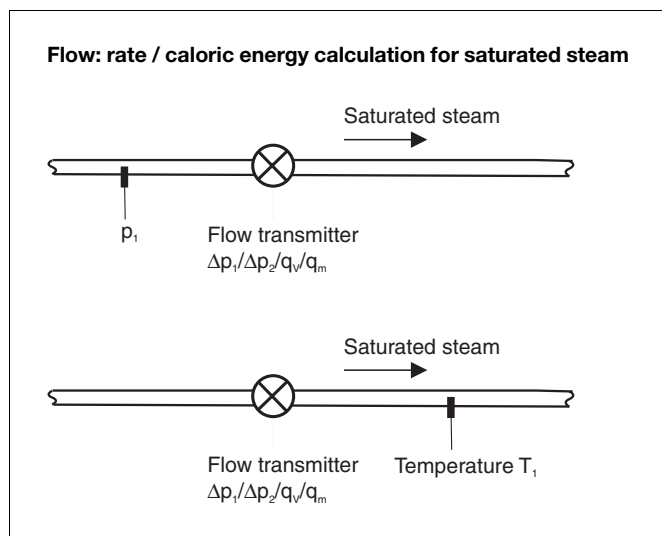 Flow: rate / caloric energy calculation for saturated steam
Saturated steam
p₁
Flow transmitter
Δp₁/Δp₂/qᵥ/qₘ
Saturated steam
Flow transmitter
Δp₁/Δp₂/qᵥ/qₘ
Temperature T₁